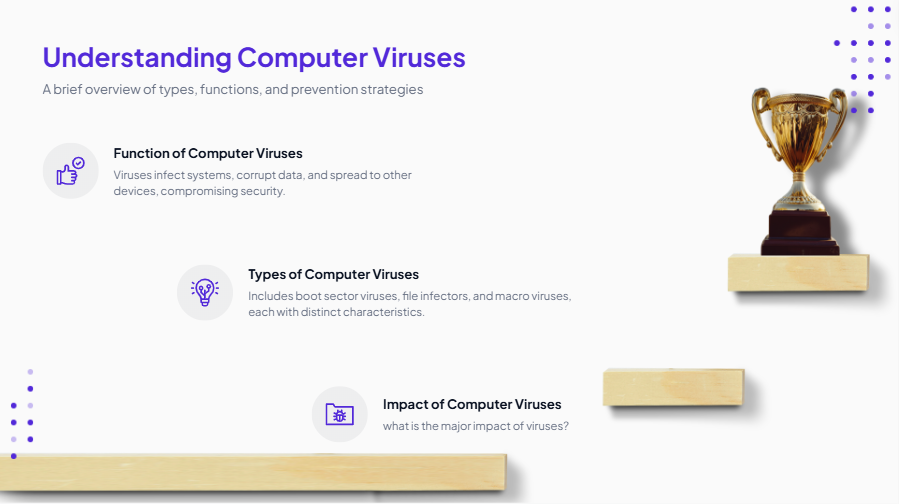 Understanding Computer Viruses
A brief overview of types, functions, and prevention strategies
Function of Computer Viruses
Viruses infect systems, corrupt data, and spread to other
devices, compromising security.
Types of Computer Viruses
Includes boot sector viruses, file infectors, and macro viruses,
each with distinct characteristics.
Impact of Computer Viruses
what is the major impact of viruses?